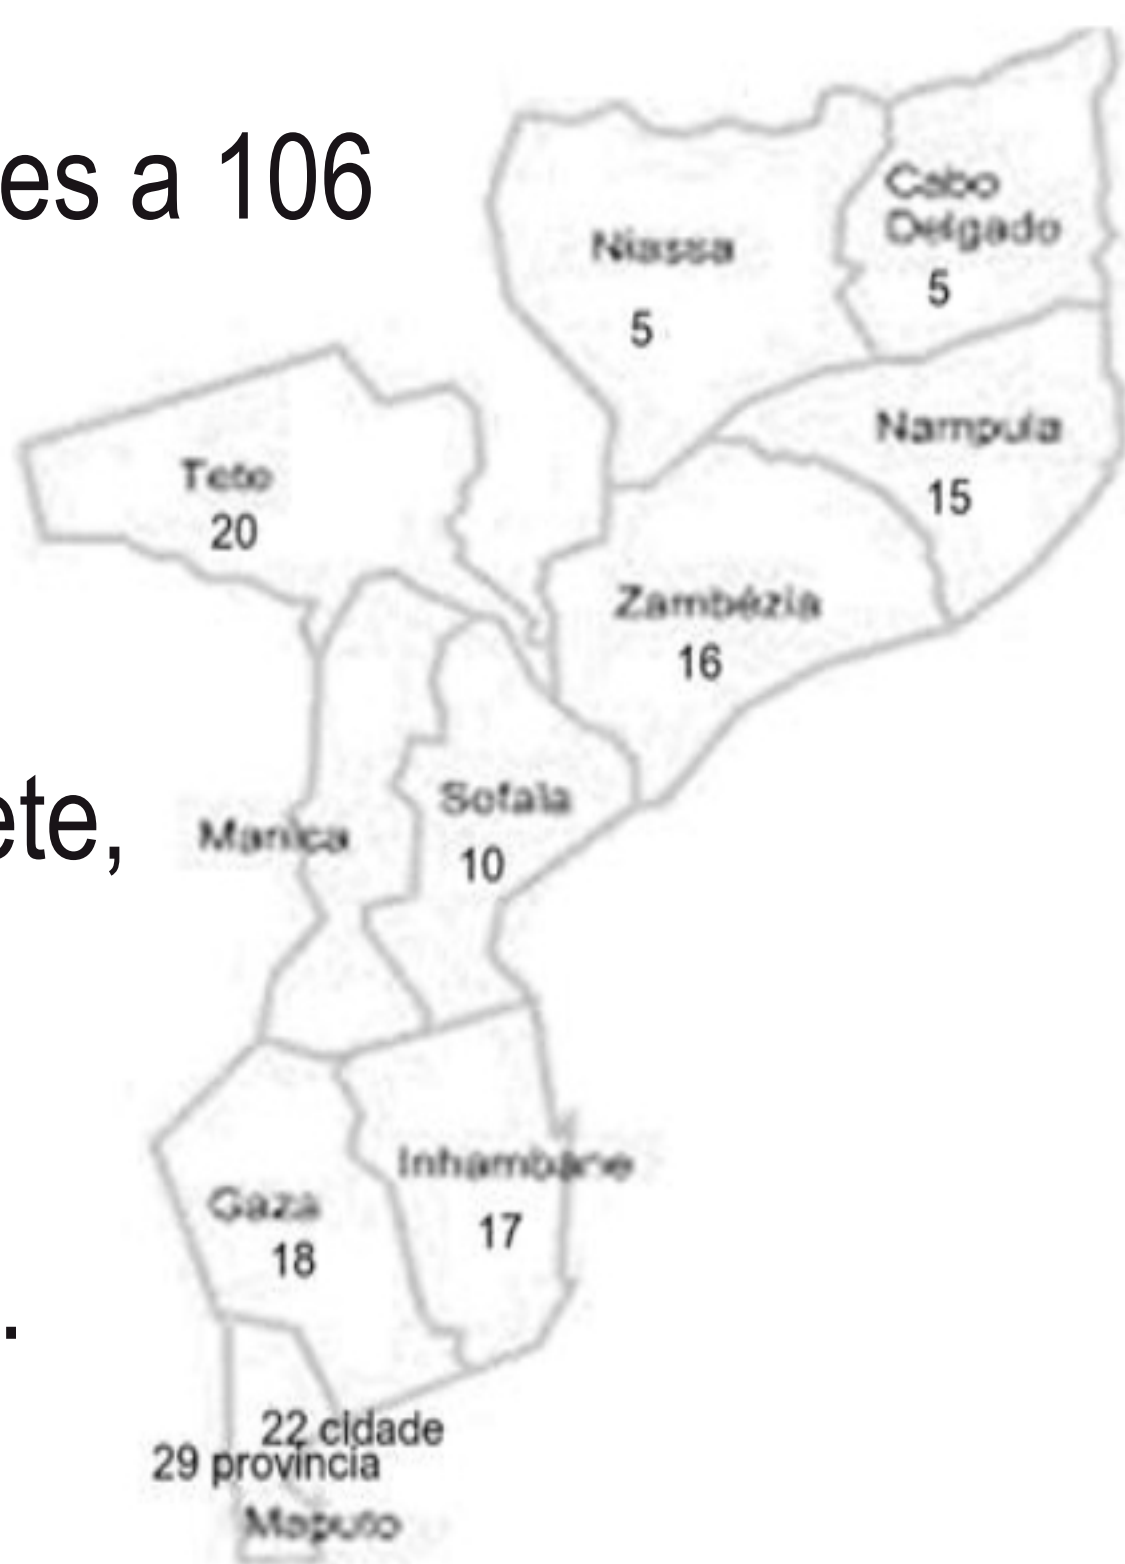 es a 106
Cabo
Delgado
5
Niassa
5
Nampula
15
Tete
20
Zambézia
16
ete,
Sofala
10
Manica
Inhambane
17
Gaza
18
.
22 cidade
29 província
Maputo